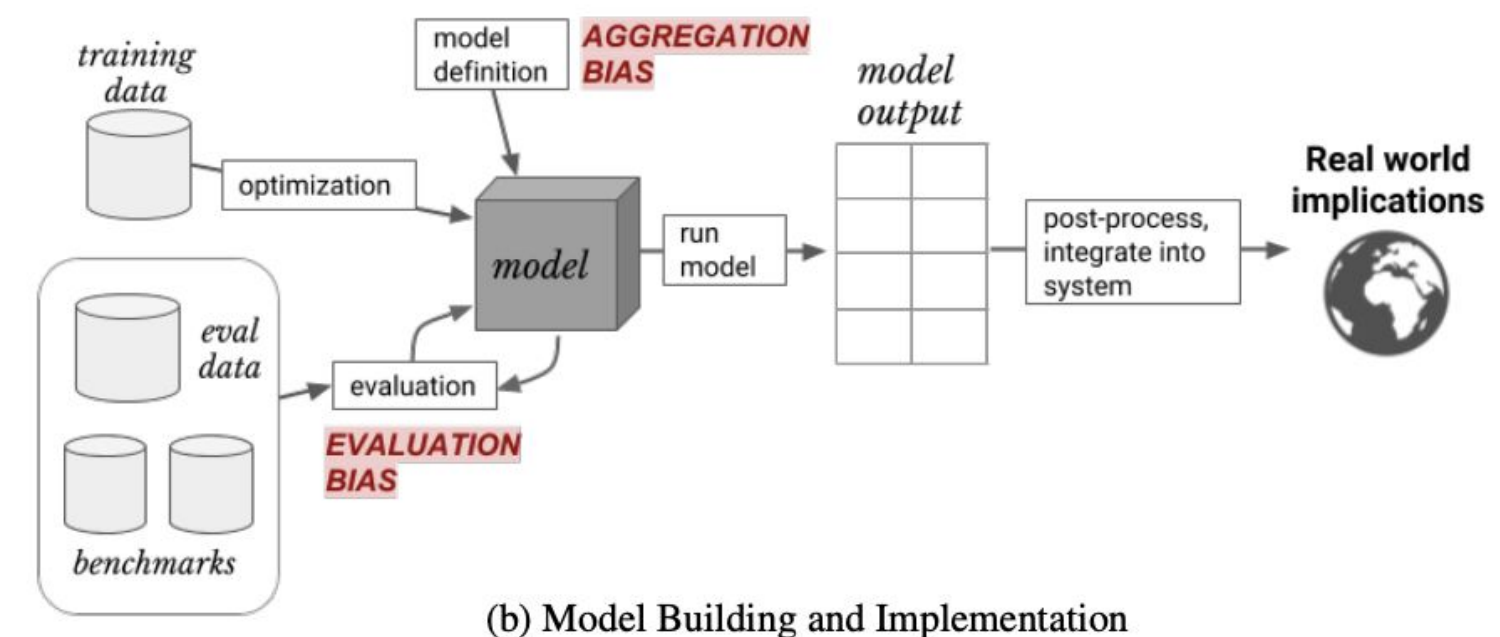 training
data
model
definition
AGGREGATION
BIAS
optimization
model
run
model
model
output
post-process,
integrate into
system
Real world
implications
eval
data
benchmarks
evaluation
EVALUATION
BIAS
(b) Model Building and Implementation